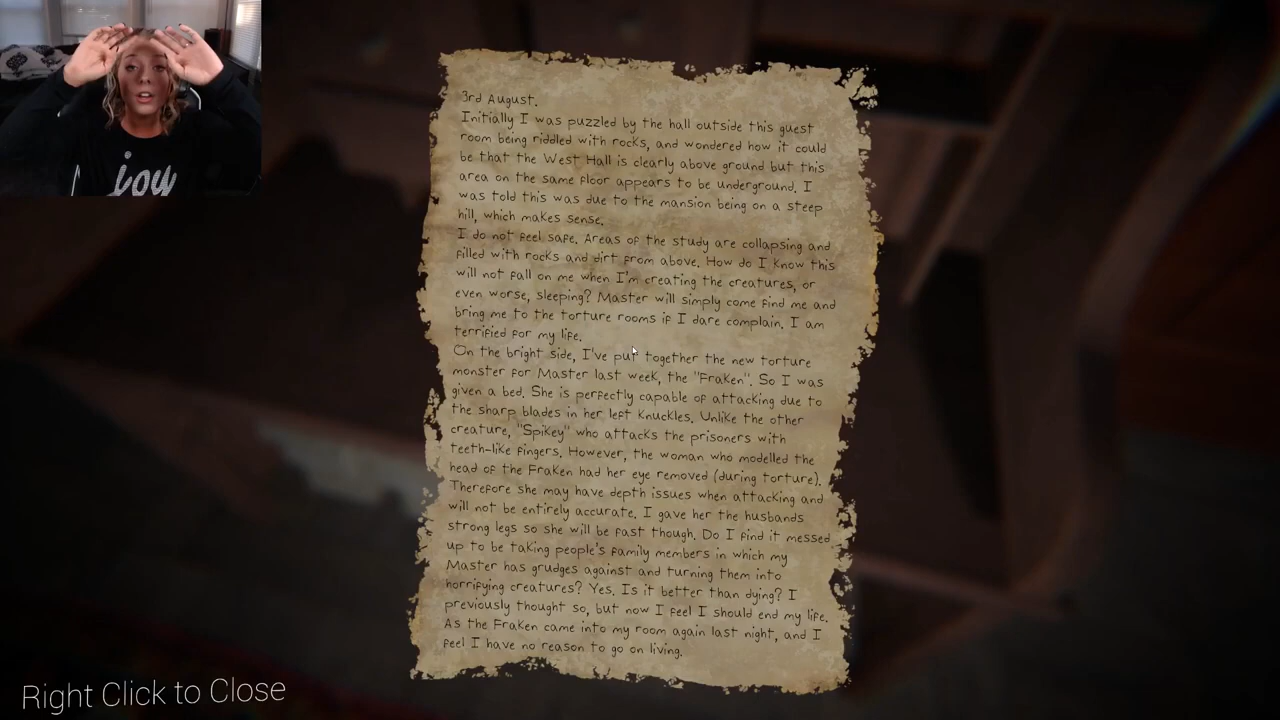 joy
3rd August.
Initially I was puzzled by the hall outside this guest
room being riddled with rocks, and wondered how it could
be that the West Hall is clearly above ground but this
area on the same floor appears to be underground. I
was told this was due to the mansion being on a steep
hill, which makes sense.
I do not feel safe. Areas of the study are collapsing and
filled with rocks and dirt from above. How do I know this
will not fall on me when I'm creating the creatures, or
even worse, sleeping? Master will simply come find me and
bring me to the torture rooms if I dare complain. I am
terrified for my life.
On the bright side, I've put together the new torture
monster for Master last week, the "Fraken". So I was
given a bed. She is perfectly capable of attacking due to
the sharp blades in her left knuckles. Unlike the other
creature, "Spikey" who attacks the prisoners with
teeth-like fingers. However, the woman who modelled the
head of the Fraken had her eye removed (during torture).
Therefore she may have depth issues when attacking and
will not be entirely accurate. I gave her the husbands
strong legs so she will be fast though. Do I find it messed
up to be taking people's family members in which my
Master has grudges against and turning them into
horrifying creatures? Yes. Is it better than dying? I
previously thought so, but now I feel I should end my life.
As the Fraken came into my room again last night, and I
feel I have no reason to go on living.
Right Click to Close